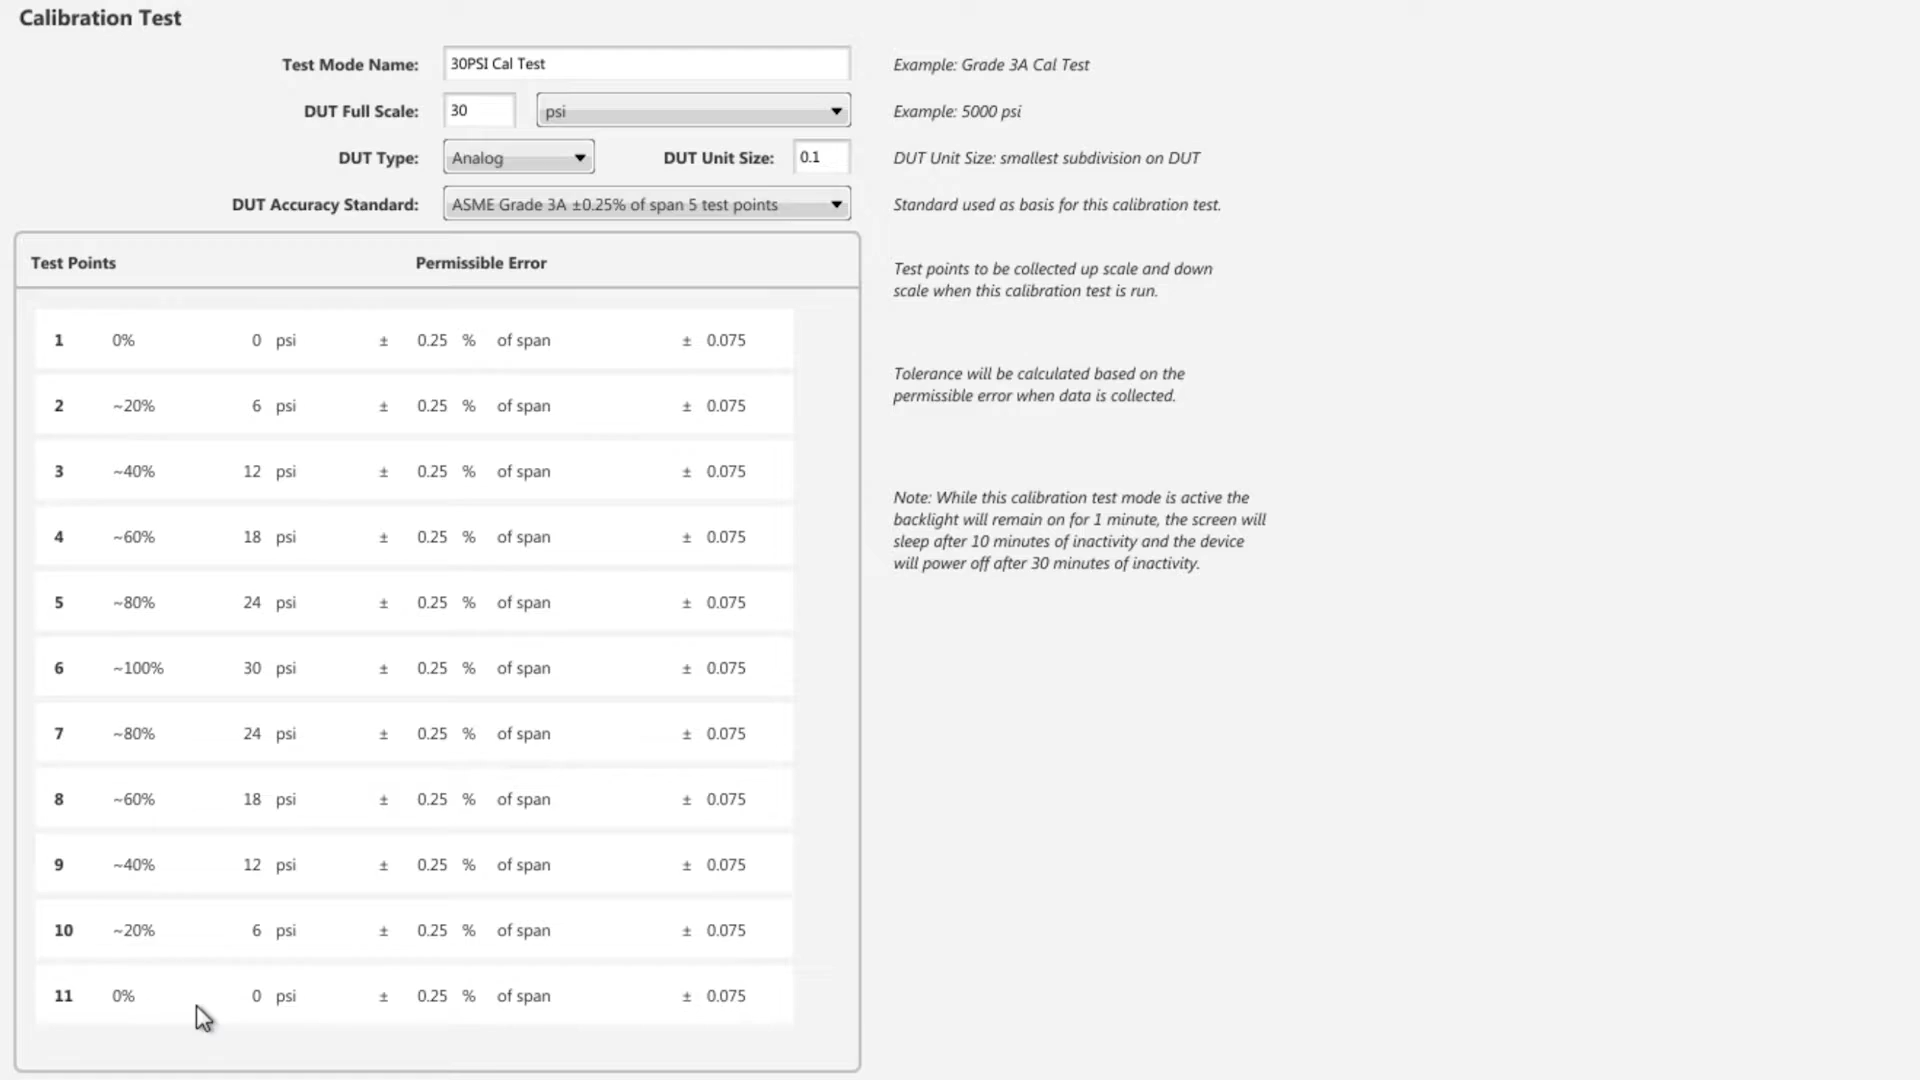 Calibration Test
Test Mode Name: 30PSI Cal Test Example: Grade 3A Cal Test
DUT Full Scale: 30 psi Example: 5000 psi
DUT Type: Analog DUT Unit Size: 0.1 DUT Unit Size: smallest subdivision on DUT
DUT Accuracy Standard: ASME Grade 3A ±0.25% of span 5 test points Standard used as basis for this calibration test.
Test Points Permissible Error
1 0% 0 psi ± 0.25 % of span ± 0.075
2 ~20% 6 psi ± 0.25 % of span ± 0.075
3 ~40% 12 psi ± 0.25 % of span ± 0.075
4 ~60% 18 psi ± 0.25 % of span ± 0.075
5 ~80% 24 psi ± 0.25 % of span ± 0.075
6 ~100% 30 psi ± 0.25 % of span ± 0.075
7 ~80% 24 psi ± 0.25 % of span ± 0.075
8 ~60% 18 psi ± 0.25 % of span ± 0.075
9 ~40% 12 psi ± 0.25 % of span ± 0.075
10 ~20% 6 psi ± 0.25 % of span ± 0.075
11 0% 0 psi ± 0.25 % of span ± 0.075
Test points to be collected up scale and down
scale when this calibration test is run.
Tolerance will be calculated based on the
permissible error when data is collected.
Note: While this calibration test mode is active the
backlight will remain on for 1 minute, the screen will
sleep after 10 minutes of inactivity and the device
will power off after 30 minutes of inactivity.